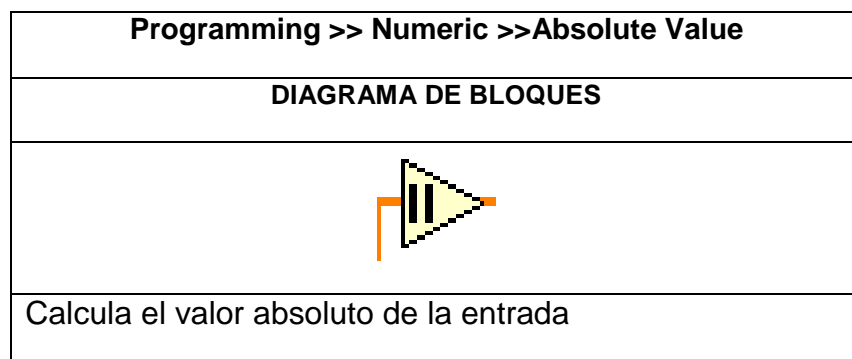 Programming >> Numeric >>Absolute Value
DIAGRAMA DE BLOQUES
Calcula el valor absoluto de la entrada